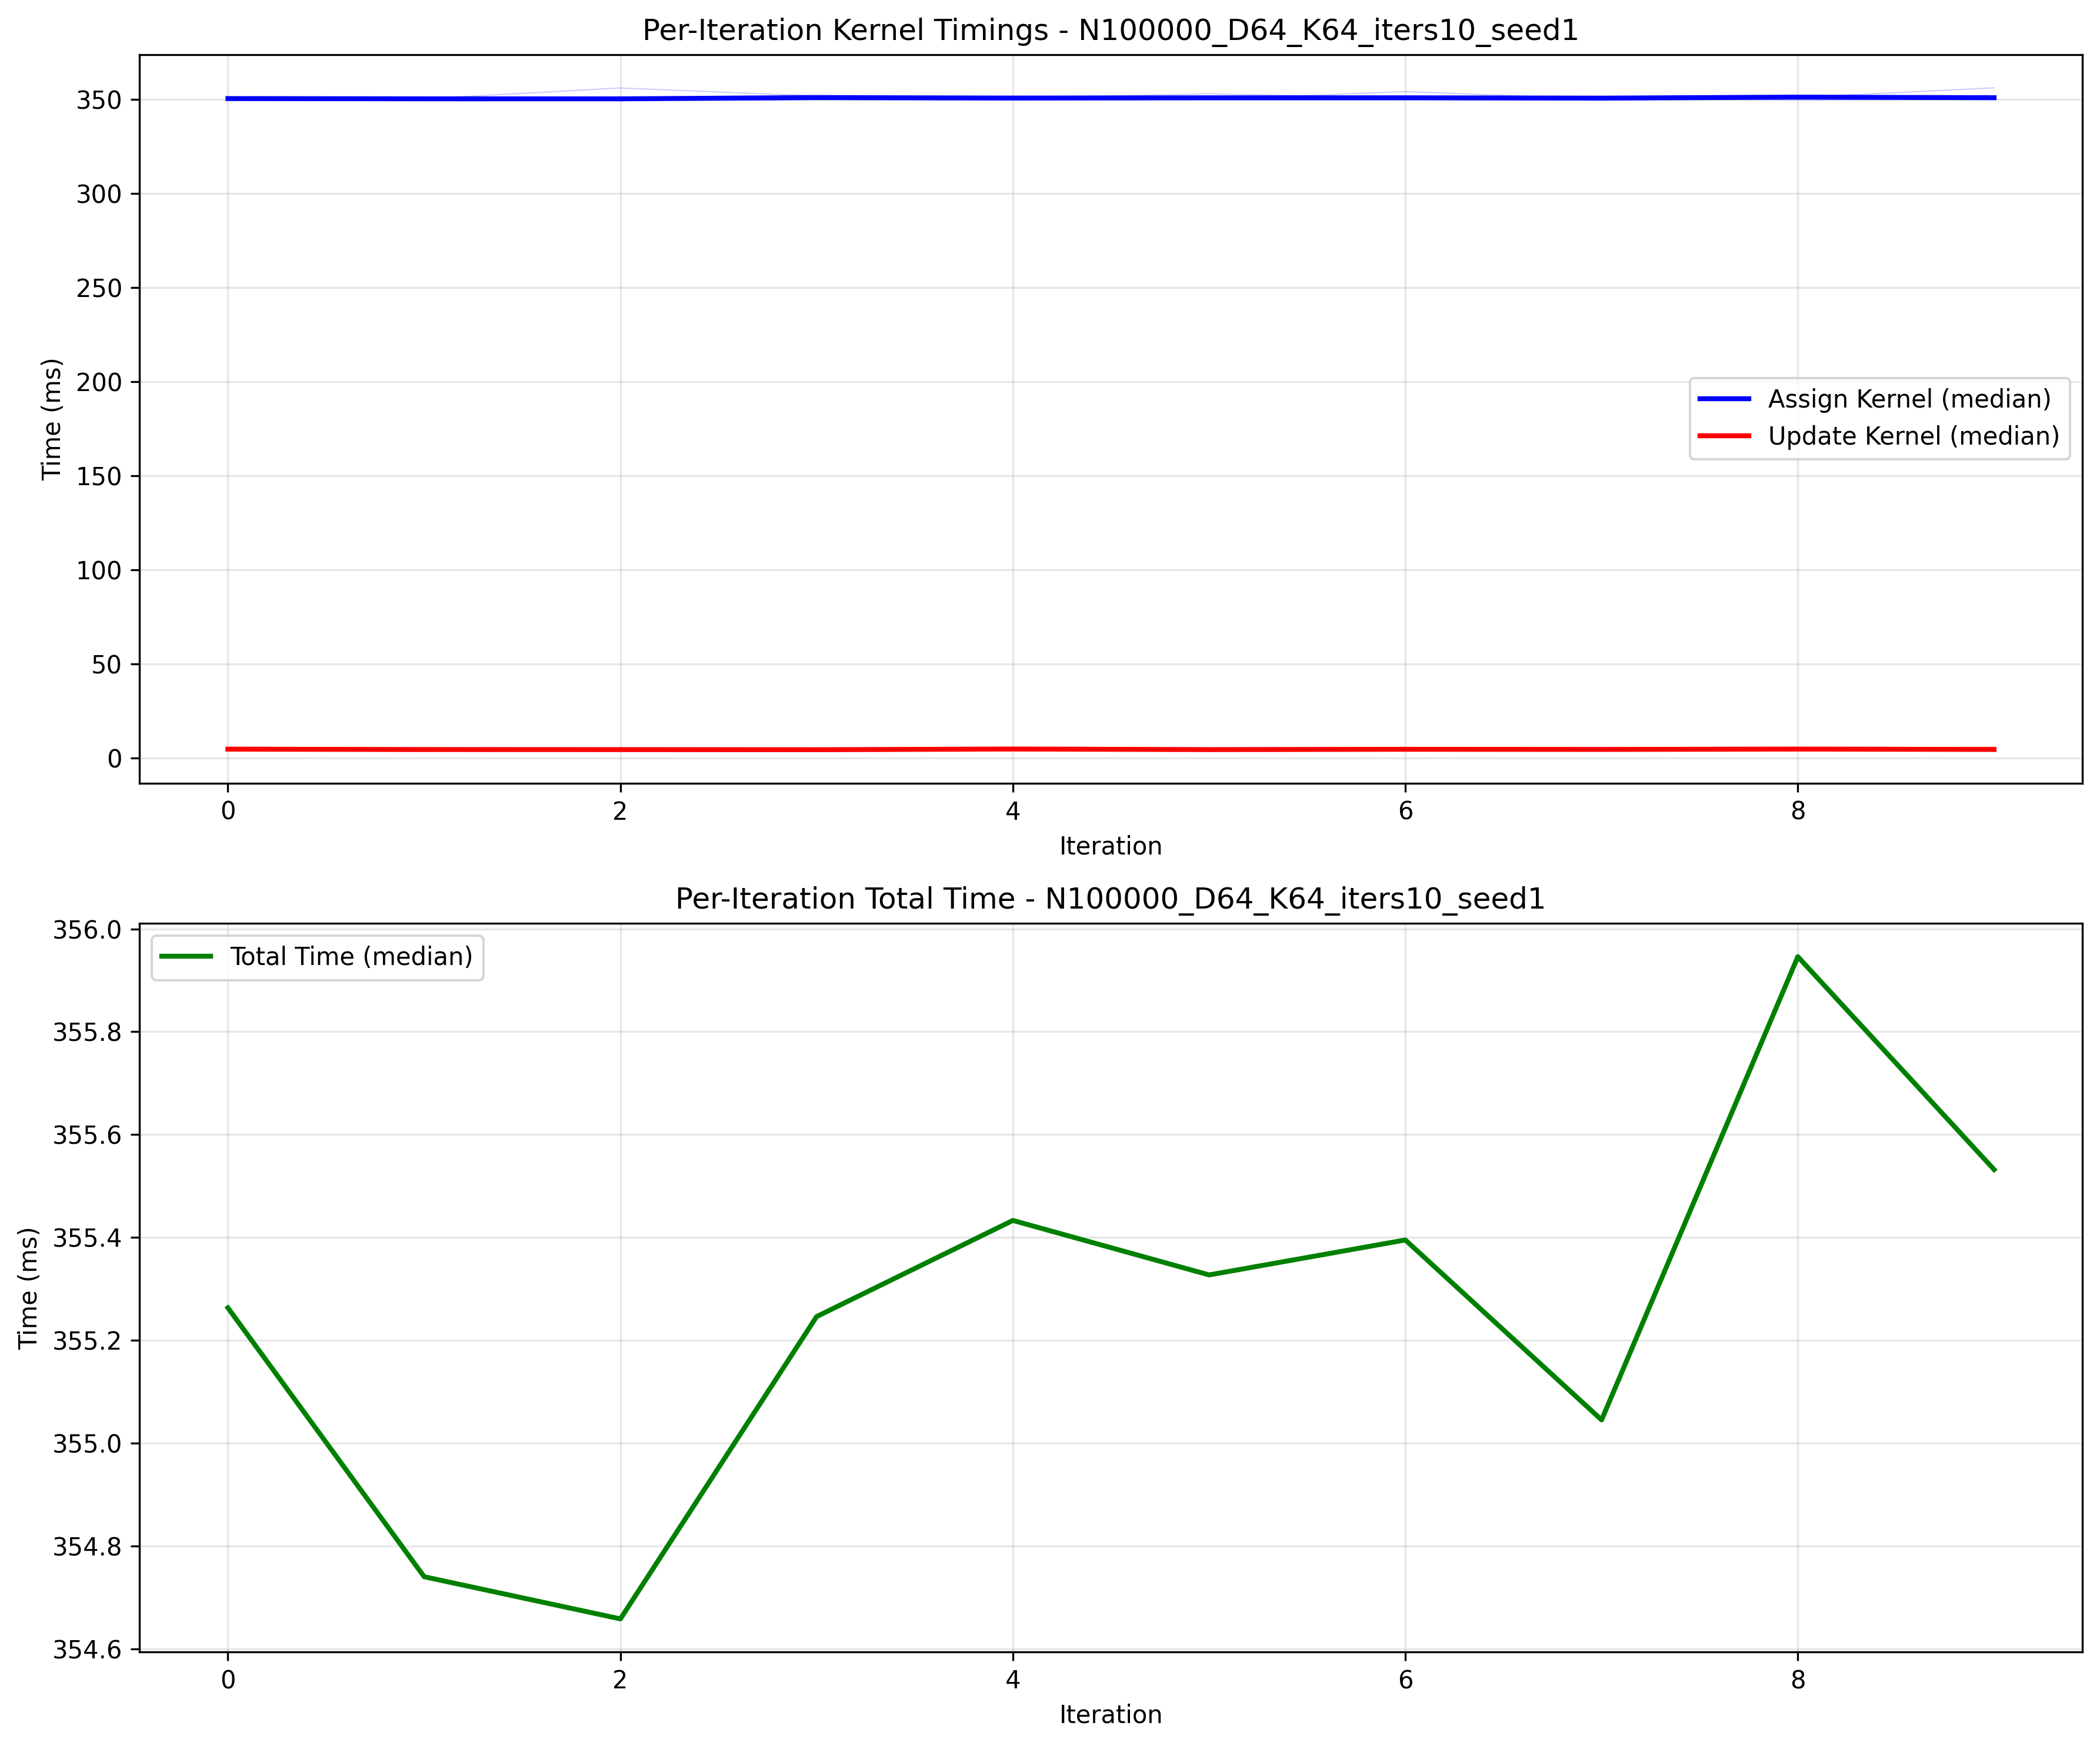 Per-Iteration Kernel Timings - N100000_D64_K64_iters10_seed1
Time (ms)
350
300
250
200
150
100
50
0
Assign Kernel (median)
Update Kernel (median)
0 2 4 6 8
Iteration
Per-Iteration Total Time - N100000_D64_K64_iters10_seed1
Time (ms)
356.0
355.8
355.6
355.4
355.2
355.0
354.8
354.6
Total Time (median)
0 2 4 6 8
Iteration